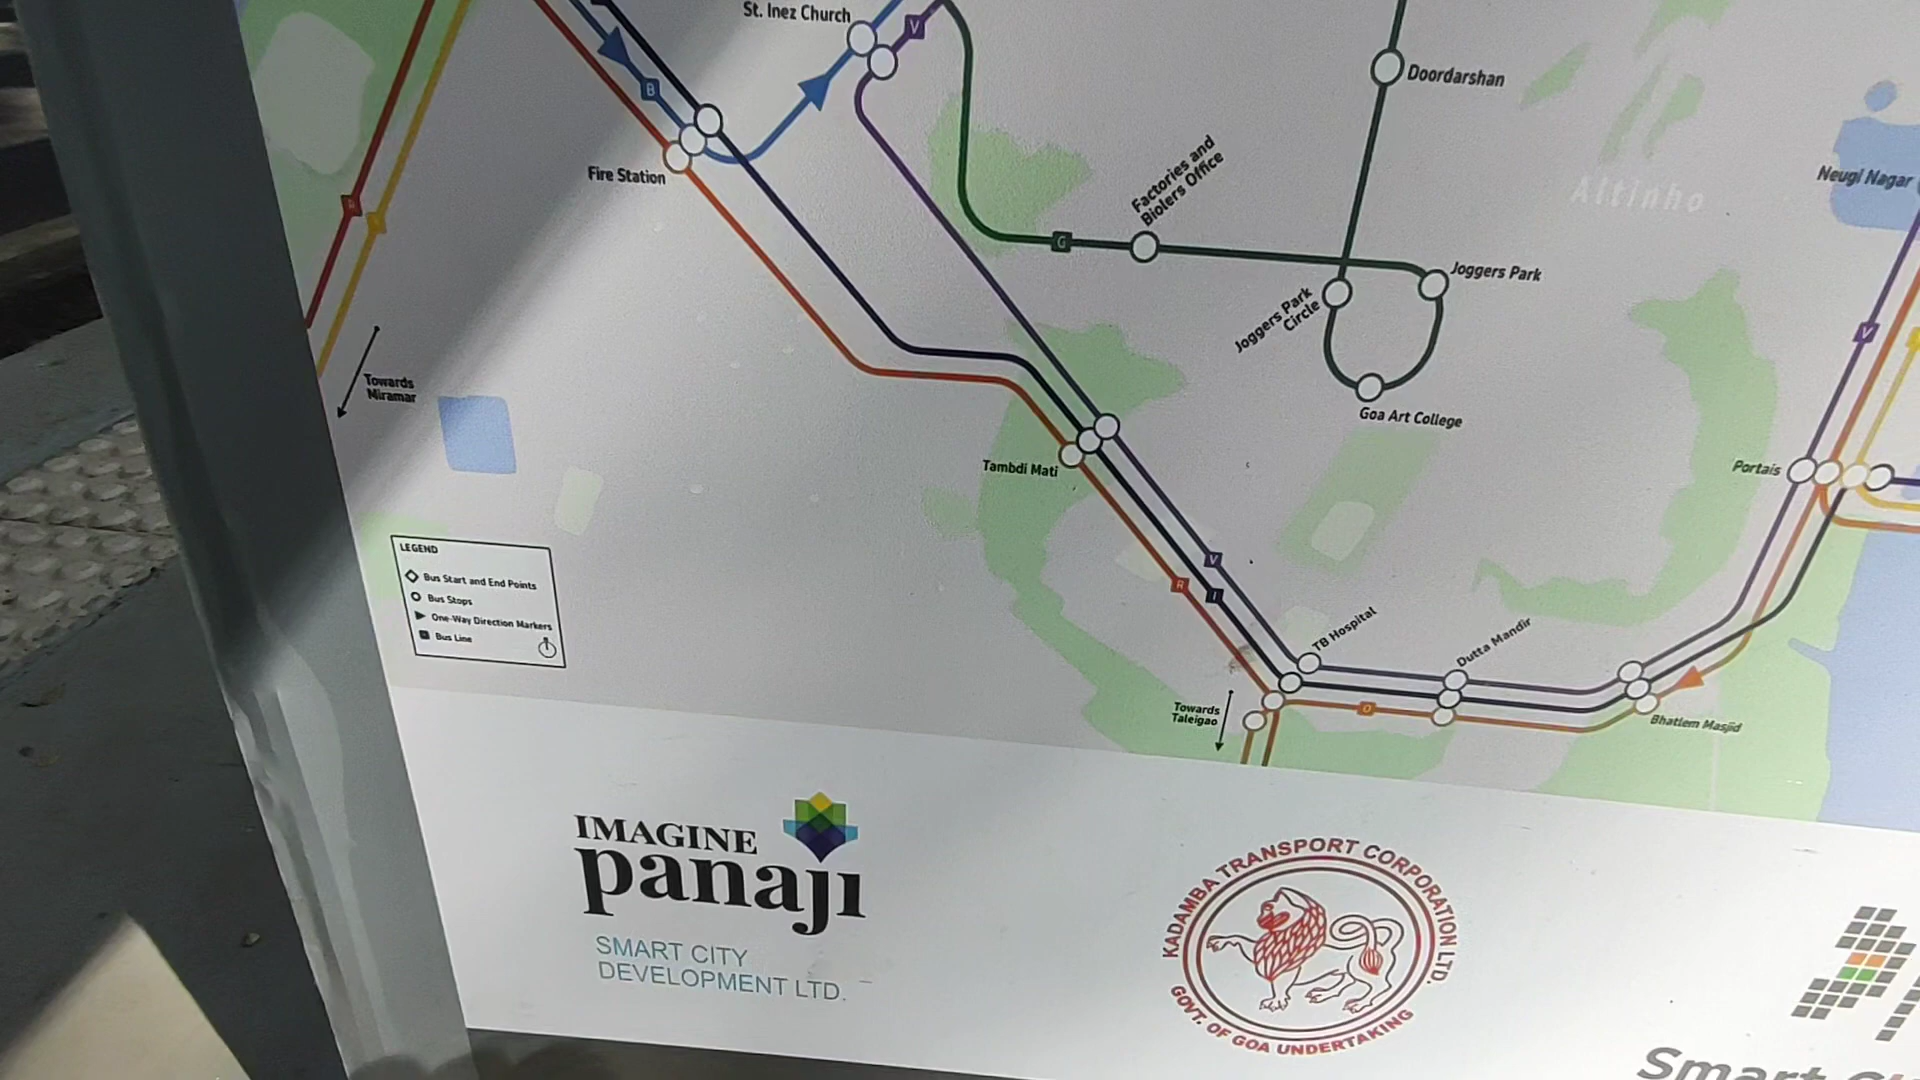 St. Inez Church
V
B
Doordarshan
Fire Station
Factories and
Biolers Office
Neugi Nagar
Altinho
R
G
Joggers Park
Joggers Park
Circle
V
Towards
Miramar
Goa Art College
Tambdi Mati
Portais
LEGEND
Bus Start and End Points
Bus Stops
One-Way Direction Markers
Bus Line
V
R
I
TB Hospital
Dutta Mandir
Towards
Taleigao
O
Bhatlem Masjid
IMAGINE
panaji
SMART CITY
DEVELOPMENT LTD.
KADAMBA TRANSPORT CORPORATION LTD.
GOVT. OF GOA UNDERTAKING
Smart